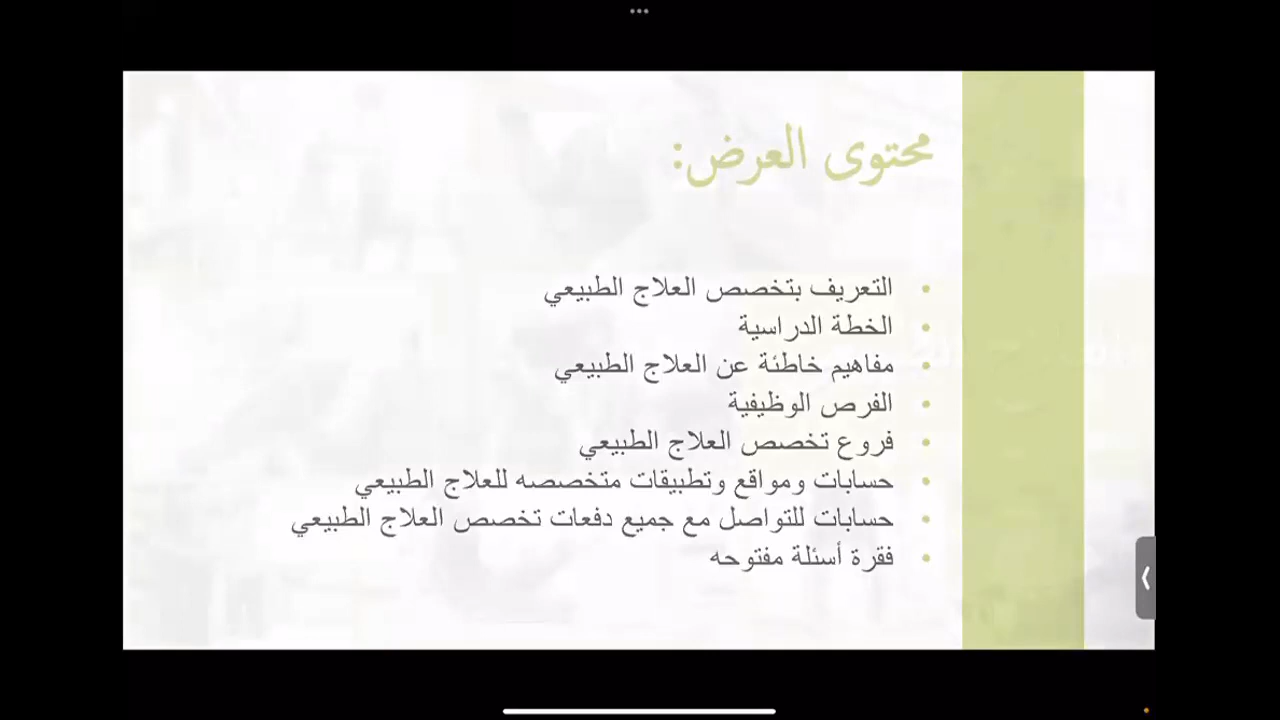 محتوى العرض:
التعريف بتخصص العلاج الطبيعي
الخطة الدراسية
مفاهيم خاطئة عن العلاج الطبيعي
الفرص الوظيفية
فروع تخصص العلاج الطبيعي
حسابات ومواقع وتطبيقات متخصصه للعلاج الطبيعي
حسابات للتواصل مع جميع دفعات تخصص العلاج الطبيعي
فقرة أسئلة مفتوحه